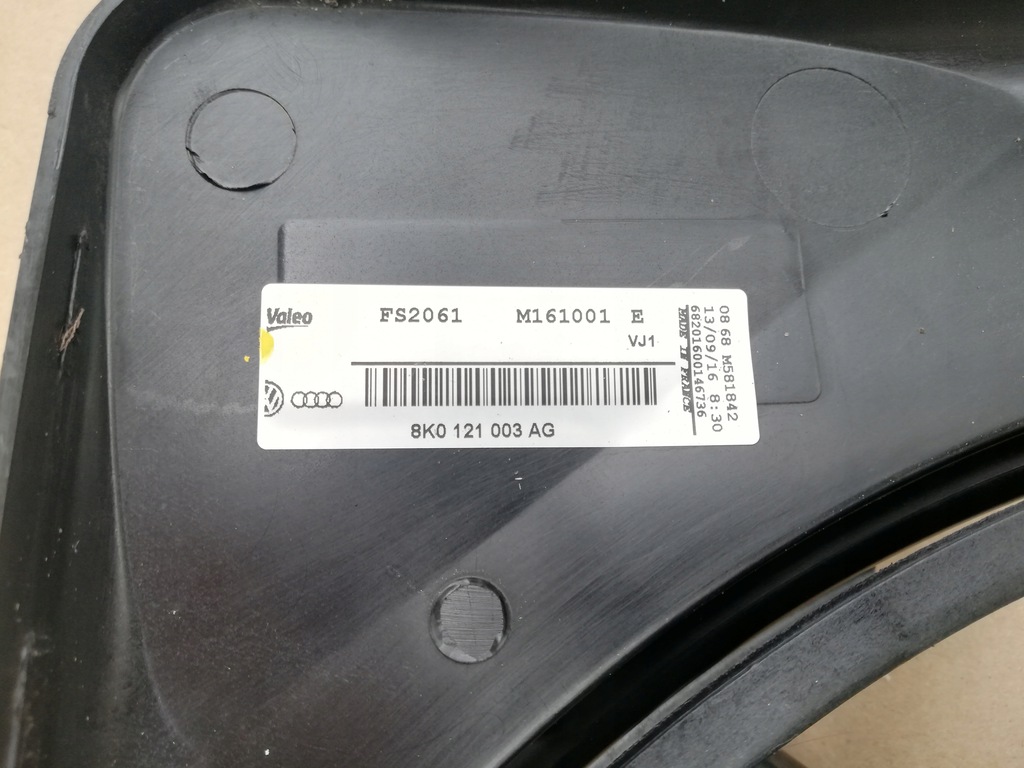 Valeo
FS2061 M161001 E
VJ1
8K0 121 003 AG
08 68 M581842
13/09/16 8:30
68201600146736
MADE IN FRANCE